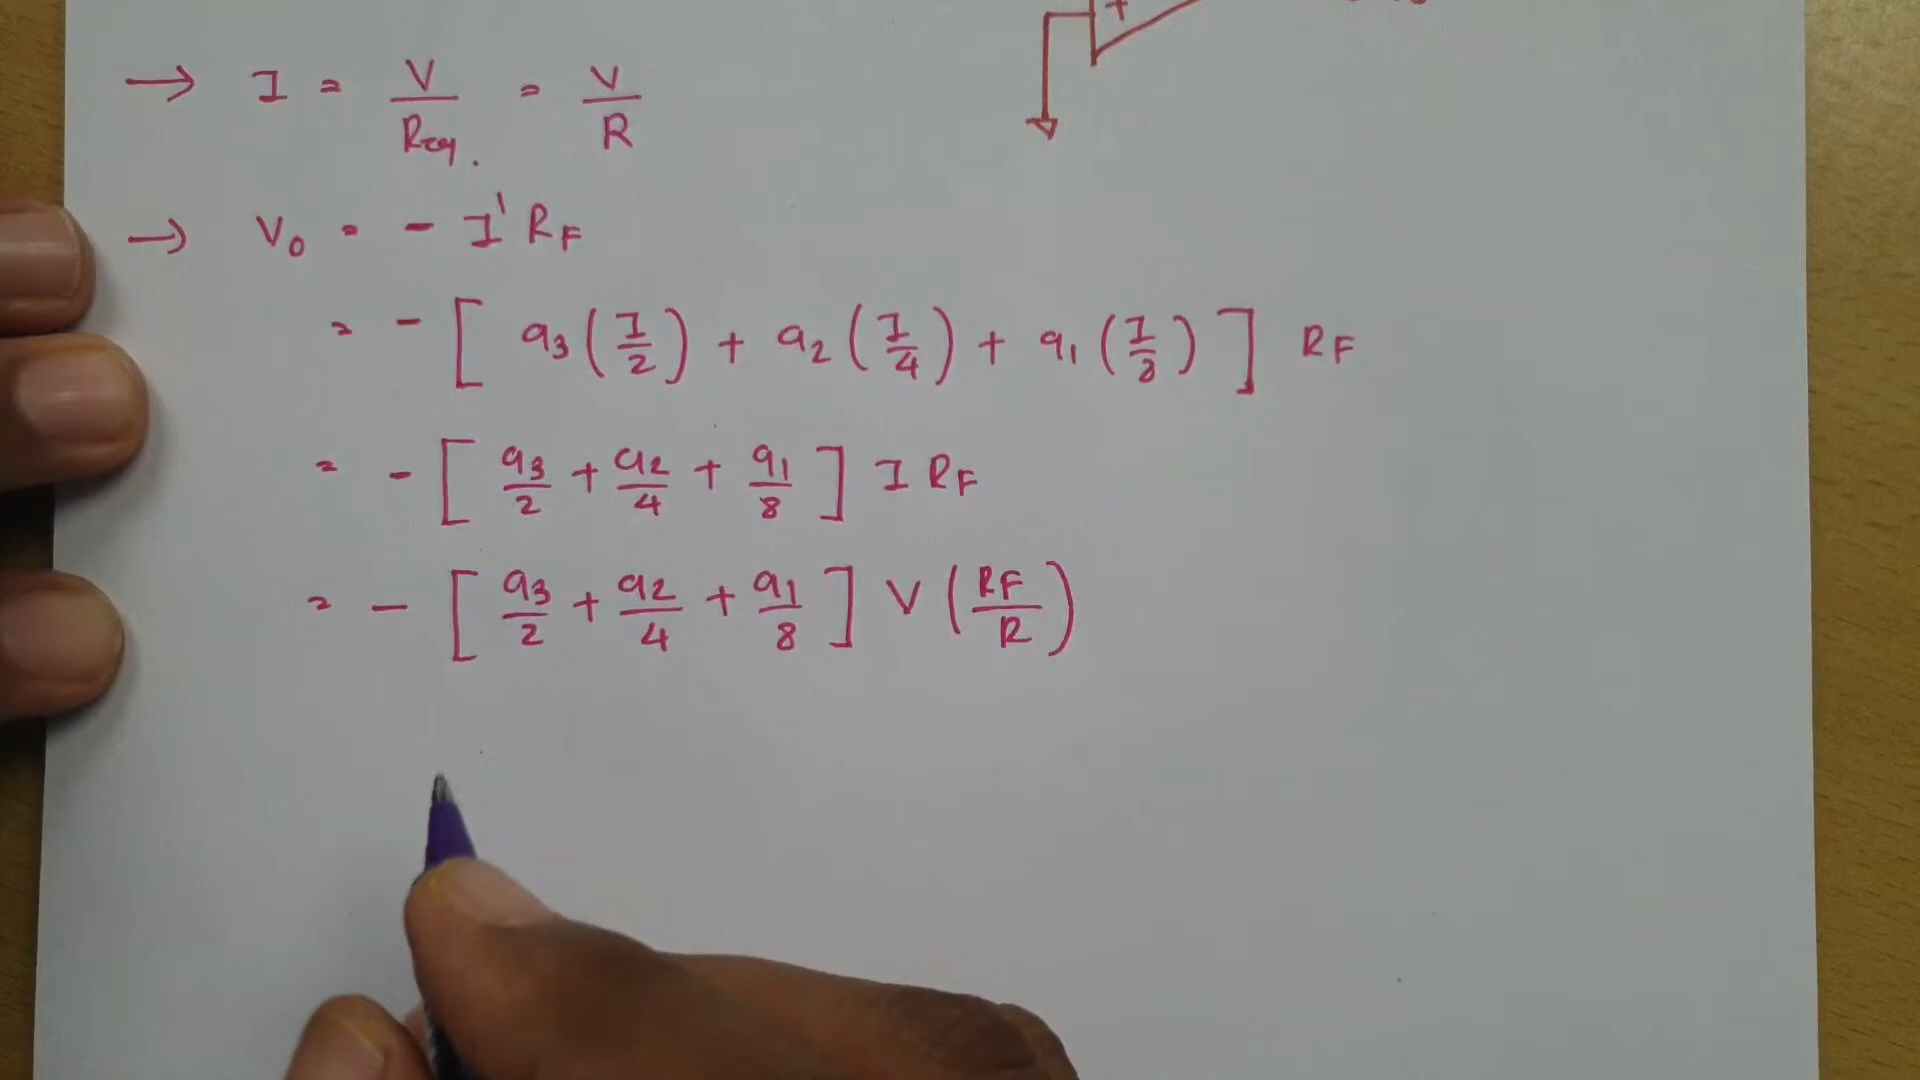 +
→ I = V/Req. = V/R
→ V₀ = - I' RF
= - [ a₃(I/2) + a₂(I/4) + a₁(I/8) ] RF
= - [ a₃/2 + a₂/4 + a₁/8 ] I RF
= - [ a₃/2 + a₂/4 + a₁/8 ] V (RF/R)